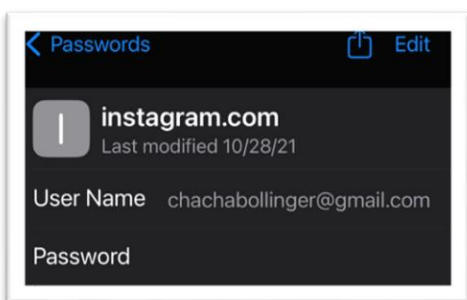 Passwords Edit
I
instagram.com
Last modified 10/28/21
User Name chachabollinger@gmail.com
Password